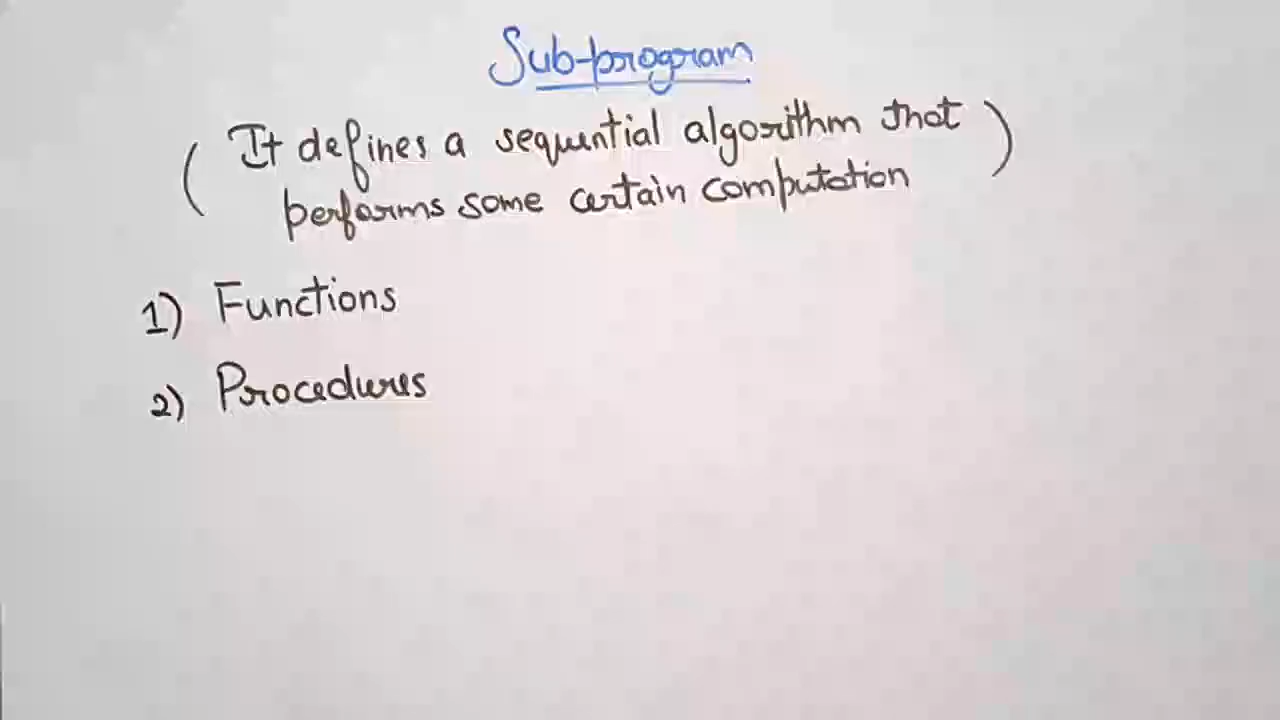 Sub-program
( It defines a sequential algorithm that )
performs some certain computation
1) Functions
2) Procedures